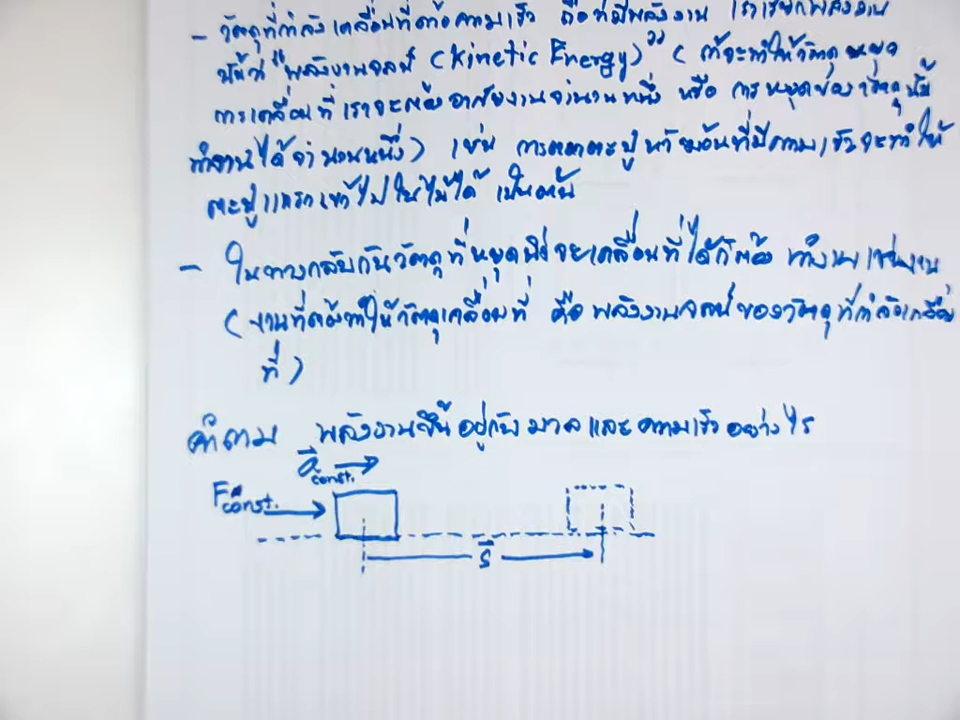 - วัตถุที่กำลังเคลื่อนที่ด้วยความเร็ว ถือว่ามีพลังงาน เราเรียกพลังงาน
นี้ว่า "พลังงานจลน์ (Kinetic Energy)" (ถ้าจะทำให้วัตถุหยุด
การเคลื่อนที่เราจะต้องอาศัยงานจำนวนหนึ่ง หรือ การหยุดของวัตถุนั้น
ทำงานได้จำนวนหนึ่ง) เช่น การตอกตะปู หัวฆ้อนที่มีความเร็วจะทำให้
ตะปูแทรกเข้าไปในไม้ได้ เป็นต้น
- ในทางกลับกันวัตถุที่หยุดนิ่งจะเคลื่อนที่ได้ก็ต้อง ทำงานเช่นกัน
(งานที่ต้องทำให้วัตถุเคลื่อนที่ คือ พลังงานจลน์ของวัตถุที่กำลังเคลื่อน
ที่)
คำถาม พลังงานขึ้นอยู่กับ มวล และ ความเร็ว อย่างไร
a const.
F const.
S